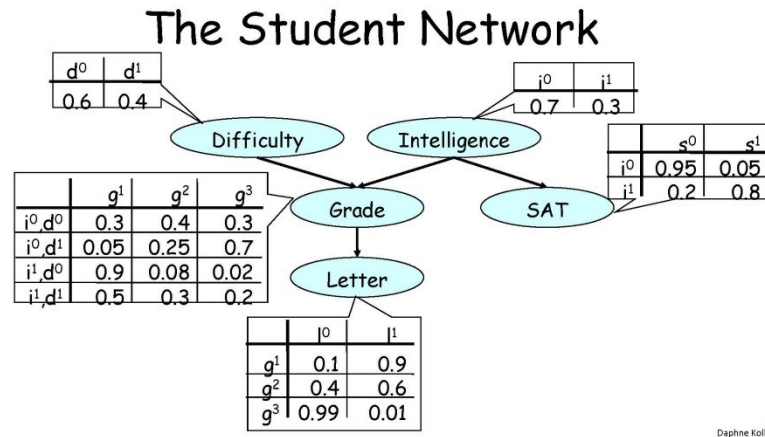 The Student Network
d⁰ d¹
0.6 0.4
i⁰ i¹
0.7 0.3
Difficulty
Intelligence
s⁰ s¹
i⁰ 0.95 0.05
i¹ 0.2 0.8
g¹ g² g³
i⁰,d⁰ 0.3 0.4 0.3
i⁰,d¹ 0.05 0.25 0.7
i¹,d⁰ 0.9 0.08 0.02
i¹,d¹ 0.5 0.3 0.2
Grade
SAT
Letter
l⁰ l¹
g¹ 0.1 0.9
g² 0.4 0.6
g³ 0.99 0.01
Daphne Koll